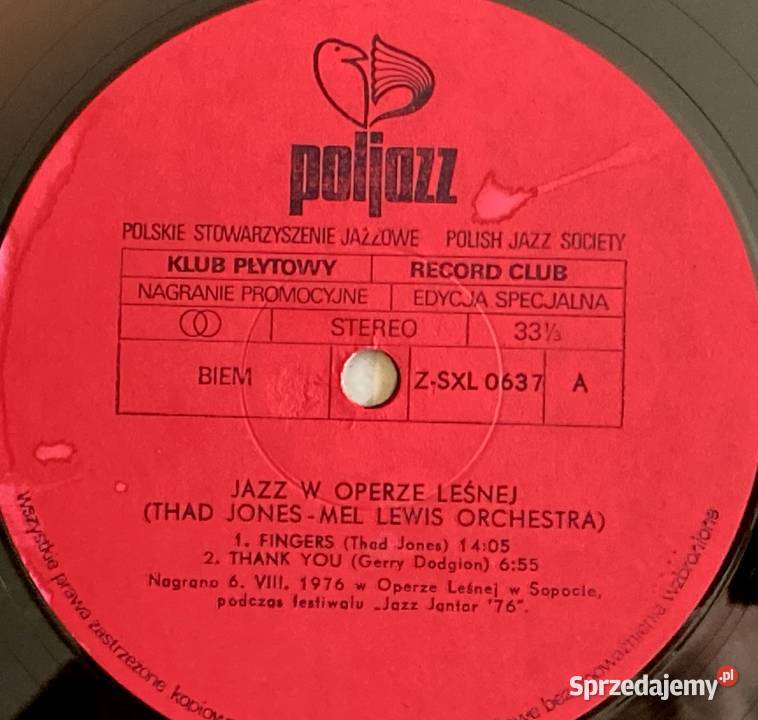 poljazz
POLSKIE STOWARZYSZENIE JAZZOWE POLISH JAZZ SOCIETY
KLUB PŁYTOWY RECORD CLUB
NAGRANIE PROMOCYJNE EDYCJA SPECJALNA
STEREO 33⅓
BIEM Z-SXL 0637 A
JAZZ W OPERZE LEŚNEJ
(THAD JONES-MEL LEWIS ORCHESTRA)
1. FINGERS (Thad Jones) 14:05
2. THANK YOU (Gerry Dodgion) 6:55
Nagrano 6. VIII. 1976 w Operze Leśnej w Sopocie,
podczas festiwalu „Jazz Jantar '76".
Wszystkie prawa zastrzeżone kopiowa
bez wzbronione
Sprzedajemy.pl